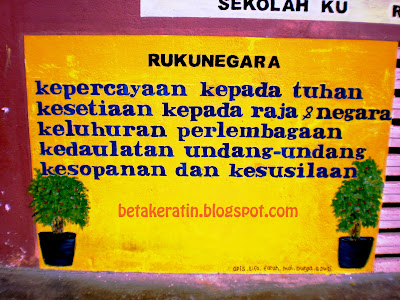 SEKOLAH KU
R
RUKUNEGARA
kepercayaan kepada tuhan
kesetiaan kepada raja & negara
keluhuran perlembagaan
kedaulatan undang-undang
kesopanan dan kesusilaan
betakeratin.blogspot.com